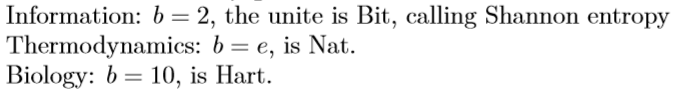 Information: b = 2, the unite is Bit, calling Shannon entropy
Thermodynamics: b = e, is Nat.
Biology: b = 10, is Hart.